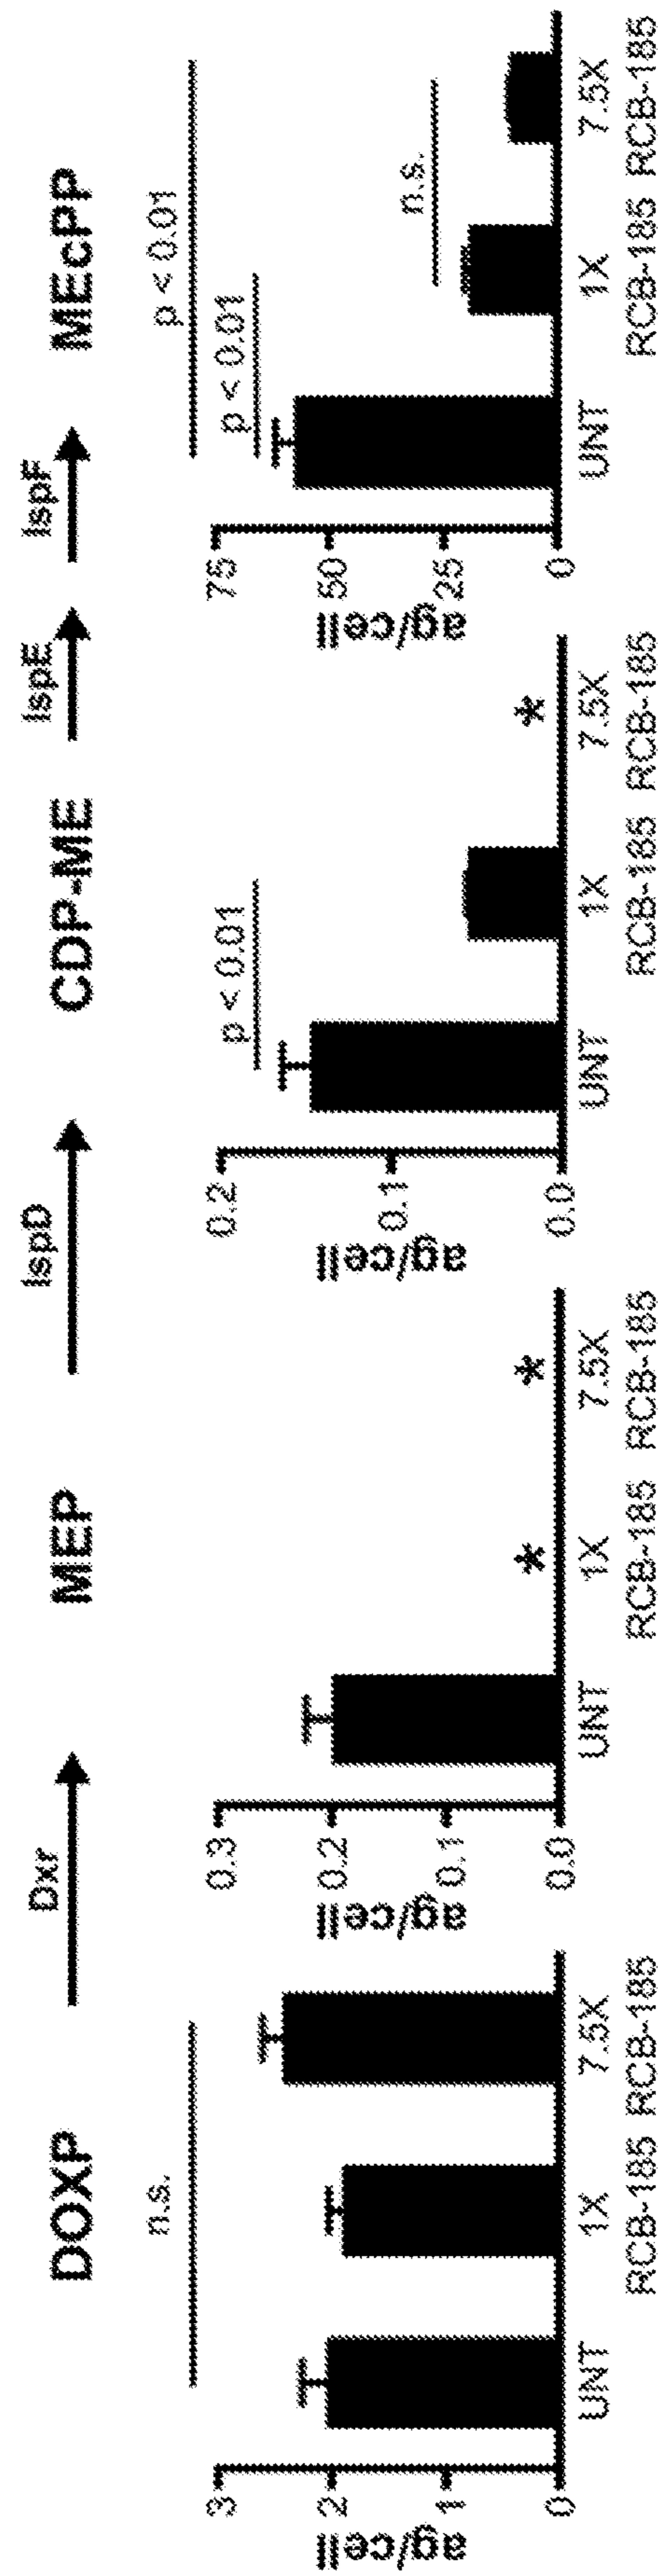 DOXP
Dxr
MEP
IspD
CDP-ME
IspE
IspF
MEcPP
n.s.
3
2
1
0
ag/cell
UNT
1X
7.5X
RCB-185
RCB-185
0.3
0.2
0.1
0.0
ag/cell
*
*
UNT
1X
7.5X
RCB-185
RCB-185
p < 0.01
0.2
0.1
0.0
ag/cell
*
UNT
1X
7.5X
RCB-185
RCB-185
p < 0.01
p < 0.01
n.s.
75
50
25
0
ag/cell
UNT
1X
7.5X
RCB-185
RCB-185